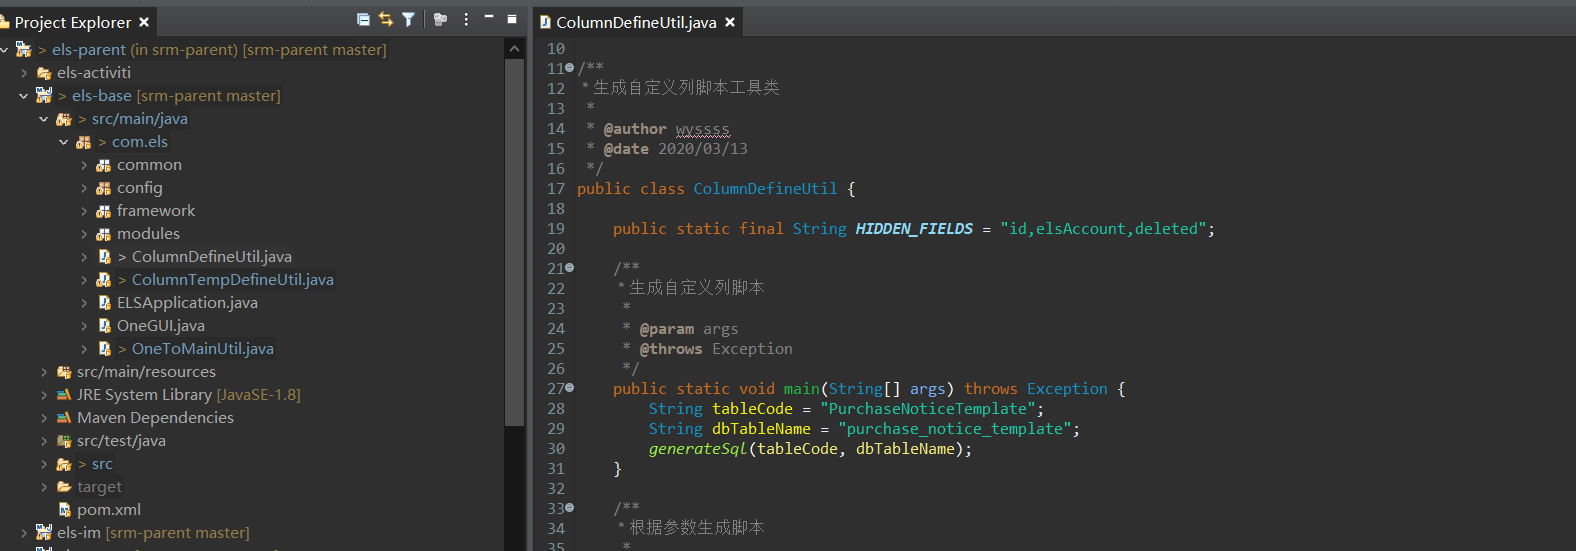 Project Explorer
> els-parent (in srm-parent) [srm-parent master]
els-activiti
> els-base [srm-parent master]
> src/main/java
> com.els
common
config
framework
modules
> ColumnDefineUtil.java
> ColumnTempDefineUtil.java
ELSApplication.java
OneGUI.java
> OneToMainUtil.java
src/main/resources
JRE System Library [JavaSE-1.8]
Maven Dependencies
src/test/java
> src
target
pom.xml
els-im [srm-parent master]
ColumnDefineUtil.java
10
11 /**
12 * 生成自定义列脚本工具类
13 *
14 * @author wyssss
15 * @date 2020/03/13
16 */
17 public class ColumnDefineUtil {
18
19 public static final String HIDDEN_FIELDS = "id,elsAccount,deleted";
20
21 /**
22 * 生成自定义列脚本
23 *
24 * @param args
25 * @throws Exception
26 */
27 public static void main(String[] args) throws Exception {
28 String tableCode = "PurchaseNoticeTemplate";
29 String dbTableName = "purchase_notice_template";
30 generateSql(tableCode, dbTableName);
31 }
32
33 /**
34 * 根据参数生成脚本
35 *